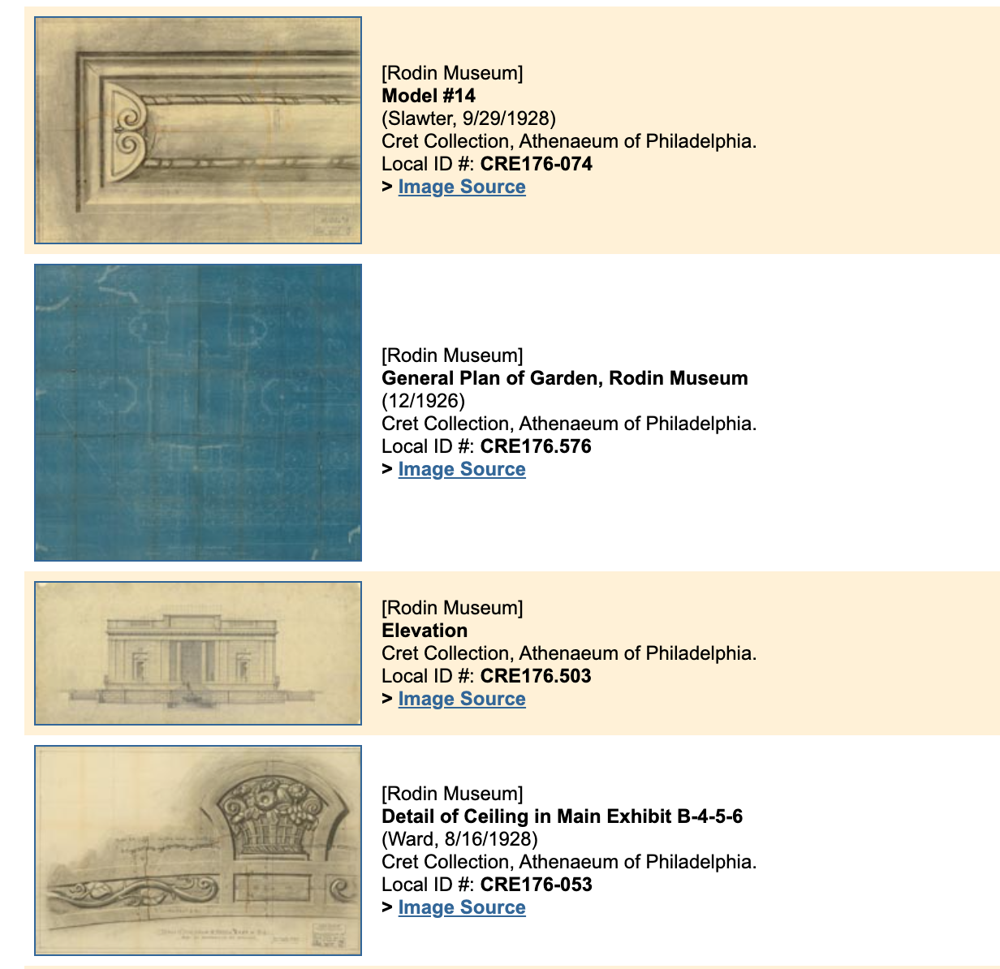 [Rodin Museum]
Model #14
(Slawter, 9/29/1928)
Cret Collection, Athenaeum of Philadelphia.
Local ID #: CRE176-074
> Image Source
[Rodin Museum]
General Plan of Garden, Rodin Museum
(12/1926)
Cret Collection, Athenaeum of Philadelphia.
Local ID #: CRE176.576
> Image Source
[Rodin Museum]
Elevation
Cret Collection, Athenaeum of Philadelphia.
Local ID #: CRE176.503
> Image Source
[Rodin Museum]
Detail of Ceiling in Main Exhibit B-4-5-6
(Ward, 8/16/1928)
Cret Collection, Athenaeum of Philadelphia.
Local ID #: CRE176-053
> Image Source